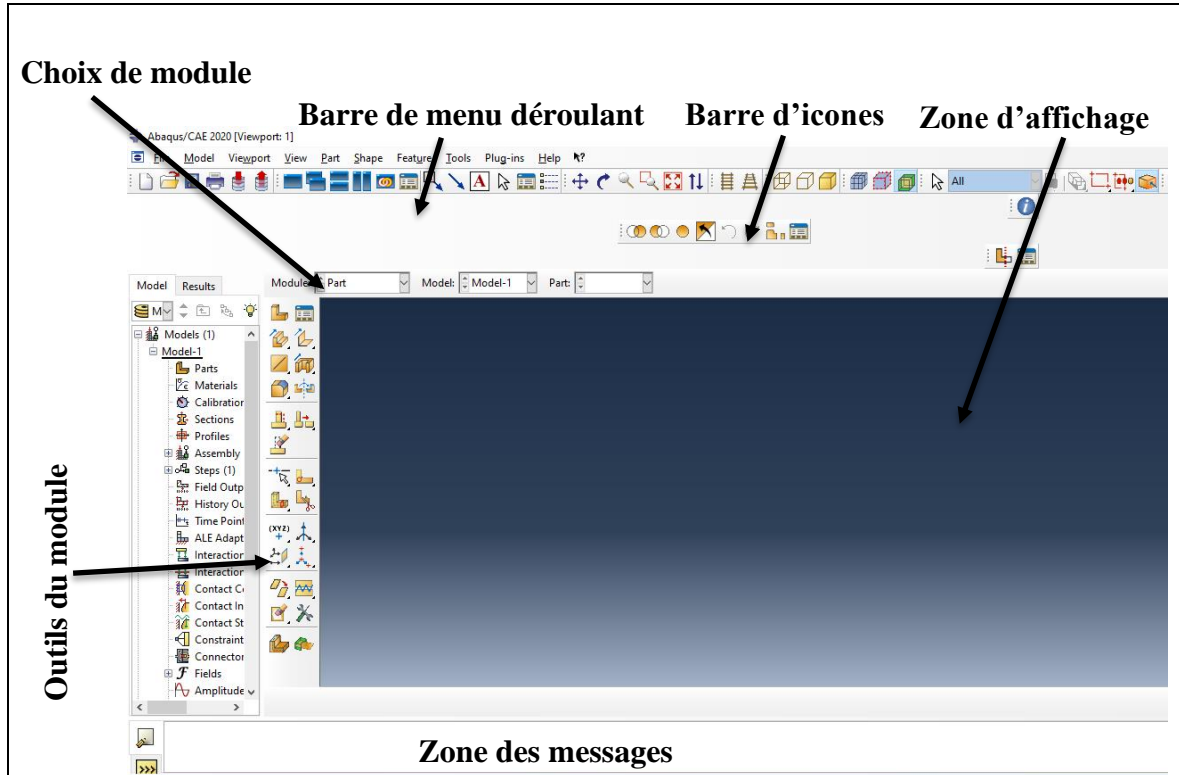 Choix de module
Barre de menu déroulant
Barre d'icones
Zone d'affichage
Abaqus/CAE 2020 [Viewport: 1]
Model Viewport View Part Shape Feature Tools Plug-ins Help
A All
Model Results
Module: Part Model: Model-1 Part:
M
Models (1)
Model-1
Parts
Materials
Calibration
Sections
Profiles
Assembly
Steps (1)
Field Outp
History Ou
Time Point
ALE Adapt
Interaction
Interaction
Contact Co
Contact In
Contact St
Constraint
Connector
F Fields
Amplitude
(XYZ)
Outils du module
Zone des messages
>>>